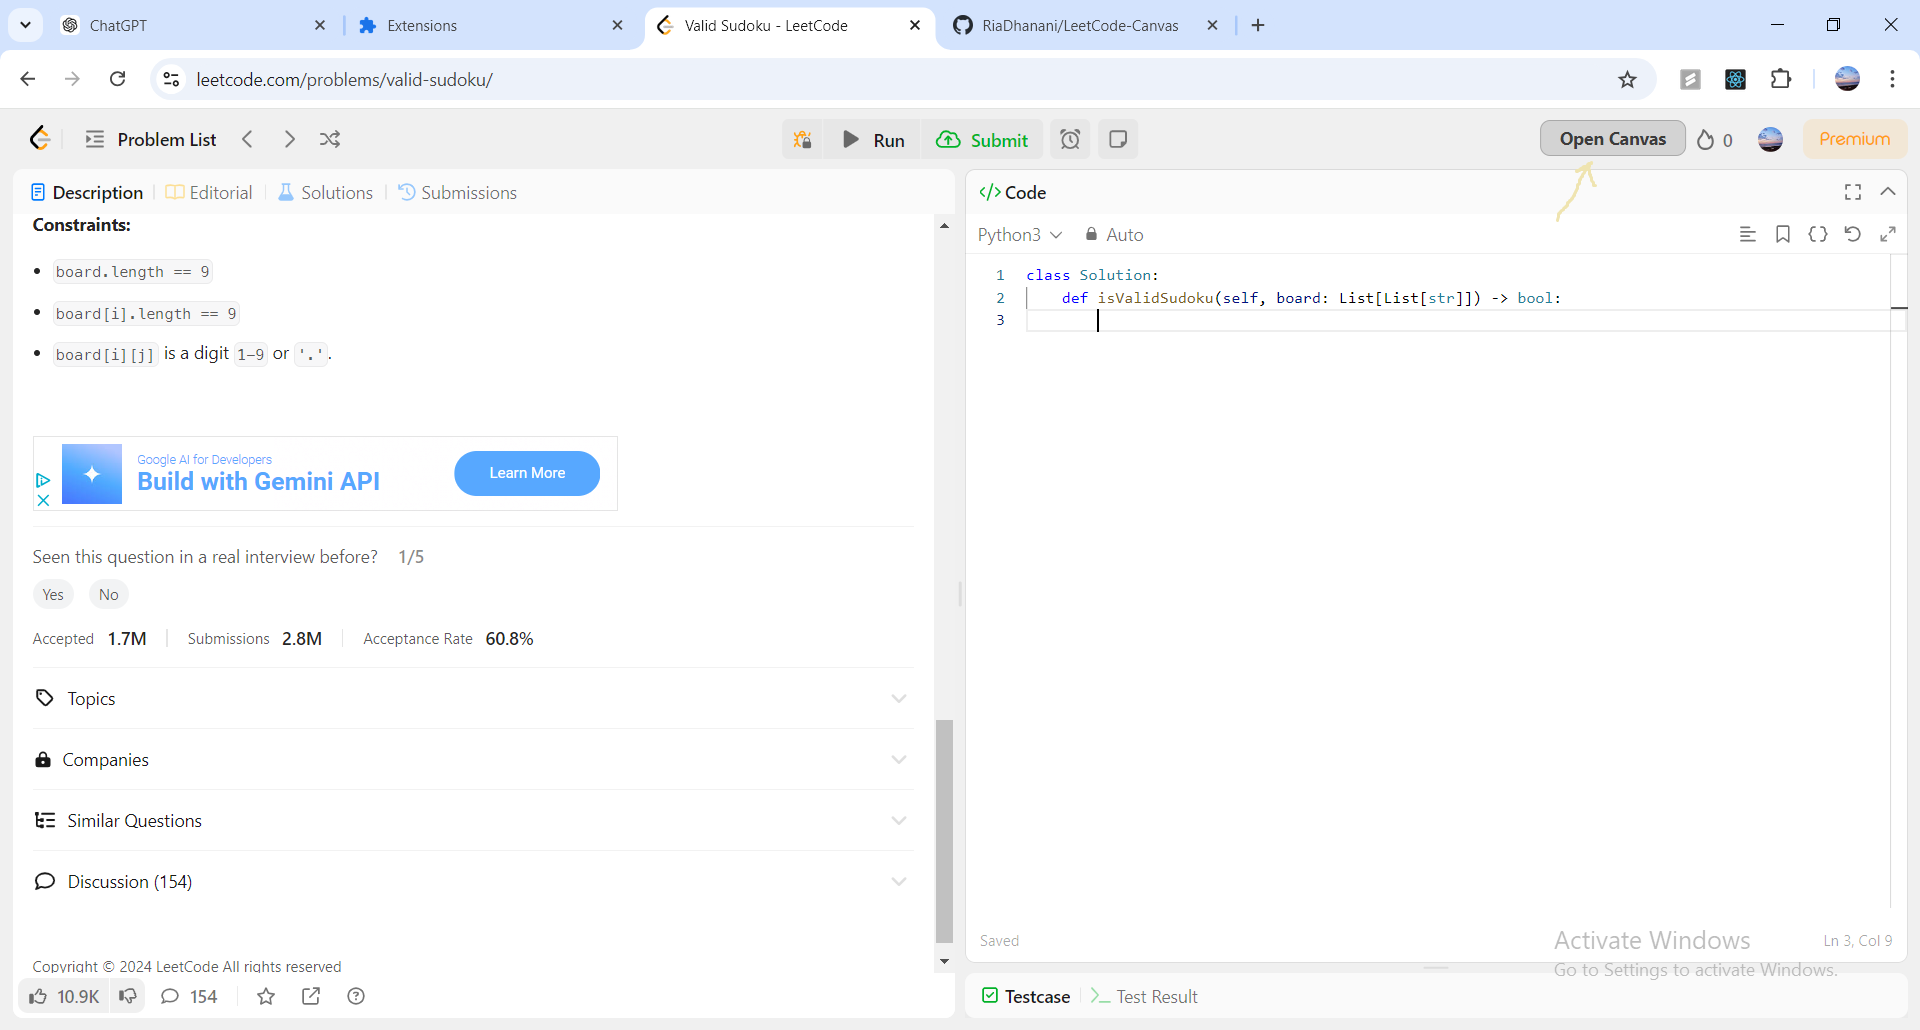 ChatGPT
Extensions
Valid Sudoku - LeetCode
RiaDhanani/LeetCode-Canvas
leetcode.com/problems/valid-sudoku/
Problem List
Run
Submit
Open Canvas
0
Premium
Description
Editorial
Solutions
Submissions
Constraints:
board.length == 9
board[i].length == 9
board[i][j] is a digit 1-9 or '.'.
Google AI for Developers
Build with Gemini API
Learn More
Seen this question in a real interview before? 1/5
Yes
No
Accepted 1.7M
Submissions 2.8M
Acceptance Rate 60.8%
Topics
Companies
Similar Questions
Discussion (154)
Copyright © 2024 LeetCode All rights reserved
10.9K
154
</> Code
Python3
Auto
1 class Solution:
2 def isValidSudoku(self, board: List[List[str]]) -> bool:
3
Saved
Activate Windows
Ln 3, Col 9
Go to Settings to activate Windows.
Testcase
Test Result